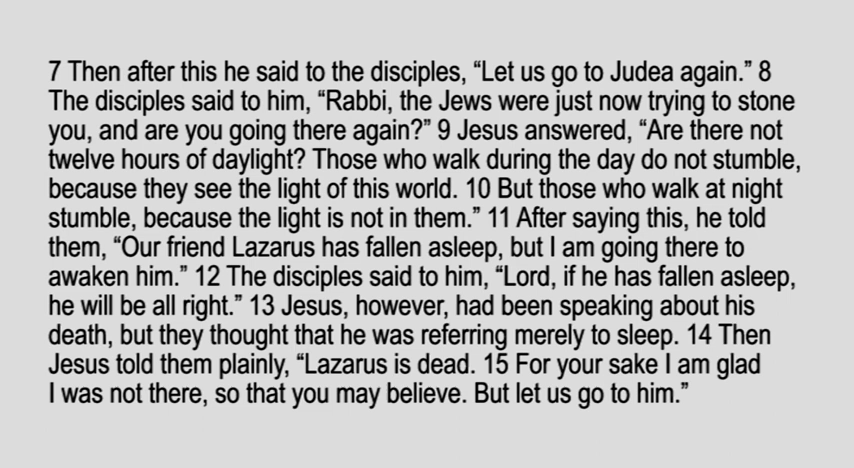 7 Then after this he said to the disciples, “Let us go to Judea again.” 8
The disciples said to him, “Rabbi, the Jews were just now trying to stone
you, and are you going there again?” 9 Jesus answered, “Are there not
twelve hours of daylight? Those who walk during the day do not stumble,
because they see the light of this world. 10 But those who walk at night
stumble, because the light is not in them.” 11 After saying this, he told
them, “Our friend Lazarus has fallen asleep, but I am going there to
awaken him.” 12 The disciples said to him, “Lord, if he has fallen asleep,
he will be all right.” 13 Jesus, however, had been speaking about his
death, but they thought that he was referring merely to sleep. 14 Then
Jesus told them plainly, “Lazarus is dead. 15 For your sake I am glad
I was not there, so that you may believe. But let us go to him.”